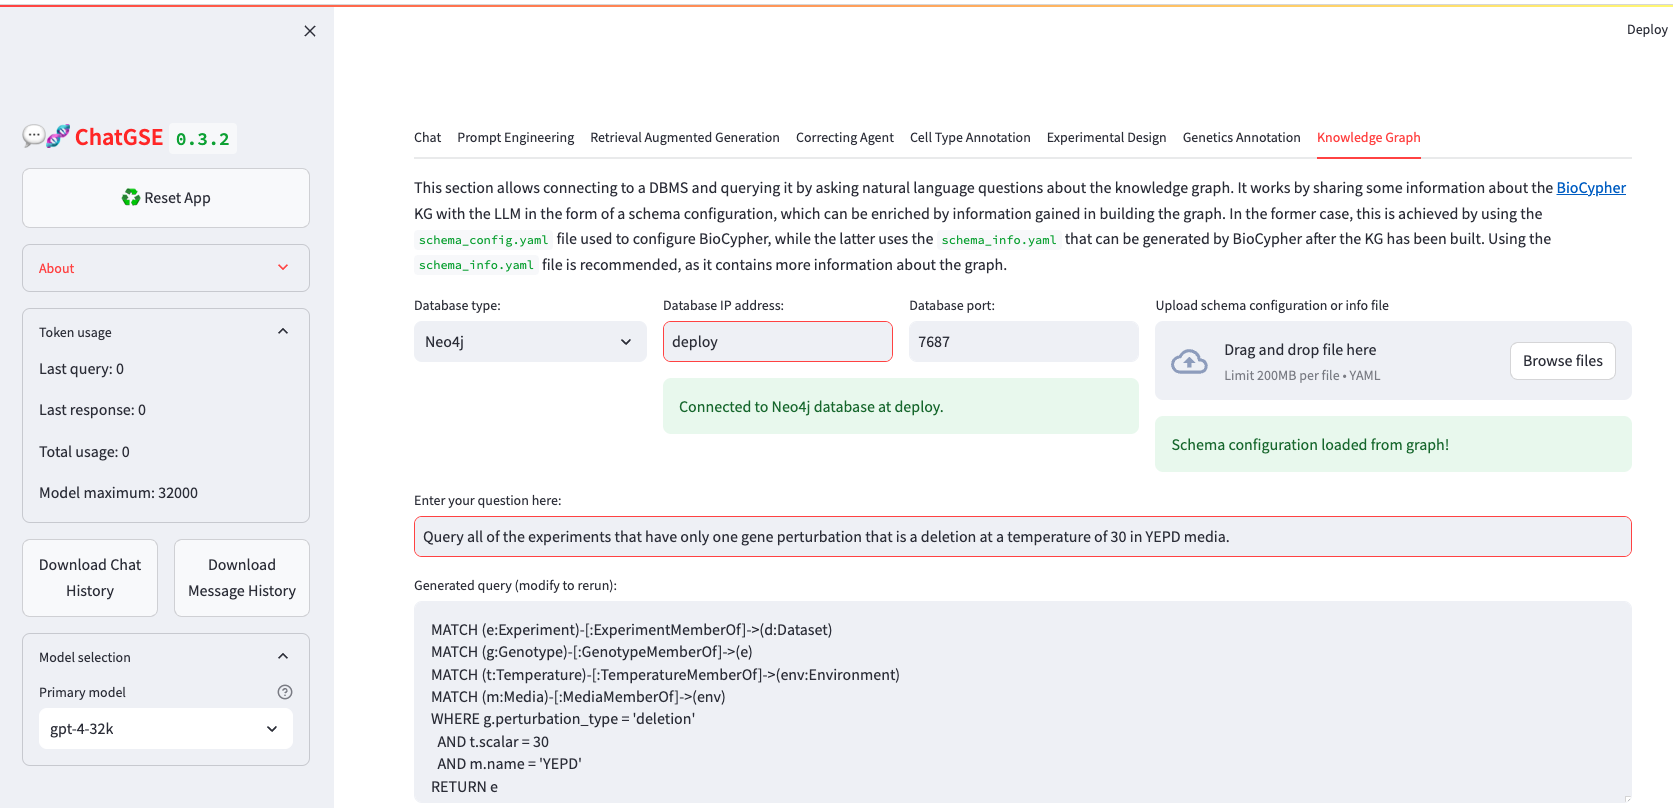 Deploy
ChatGSE 0.3.2
Reset App
About
Token usage
Last query: 0
Last response: 0
Total usage: 0
Model maximum: 32000
Download Chat
History
Download
Message History
Model selection
Primary model
gpt-4-32k
Chat Prompt Engineering Retrieval Augmented Generation Correcting Agent Cell Type Annotation Experimental Design Genetics Annotation Knowledge Graph
This section allows connecting to a DBMS and querying it by asking natural language questions about the knowledge graph. It works by sharing some information about the BioCypher
KG with the LLM in the form of a schema configuration, which can be enriched by information gained in building the graph. In the former case, this is achieved by using the
schema_config.yaml file used to configure BioCypher, while the latter uses the schema_info.yaml that can be generated by BioCypher after the KG has been built. Using the
schema_info.yaml file is recommended, as it contains more information about the graph.
Database type:
Neo4j
Database IP address:
deploy
Database port:
7687
Connected to Neo4j database at deploy.
Upload schema configuration or info file
Drag and drop file here
Limit 200MB per file • YAML
Browse files
Schema configuration loaded from graph!
Enter your question here:
Query all of the experiments that have only one gene perturbation that is a deletion at a temperature of 30 in YEPD media.
Generated query (modify to rerun):
MATCH (e:Experiment)-[:ExperimentMemberOf]->(d:Dataset)
MATCH (g:Genotype)-[:GenotypeMemberOf]->(e)
MATCH (t:Temperature)-[:TemperatureMemberOf]->(env:Environment)
MATCH (m:Media)-[:MediaMemberOf]->(env)
WHERE g.perturbation_type = 'deletion'
AND t.scalar = 30
AND m.name = 'YEPD'
RETURN e